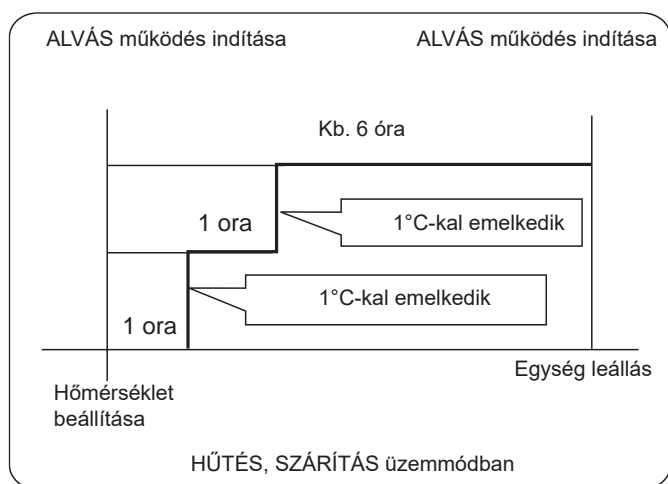 ALVÁS működés indítása
ALVÁS működés indítása
Kb. 6 óra
1 ora
1°C-kal emelkedik
1 ora
1°C-kal emelkedik
Egység leállás
Hőmérséklet
beállítása
HŰTÉS, SZÁRÍTÁS üzemmódban